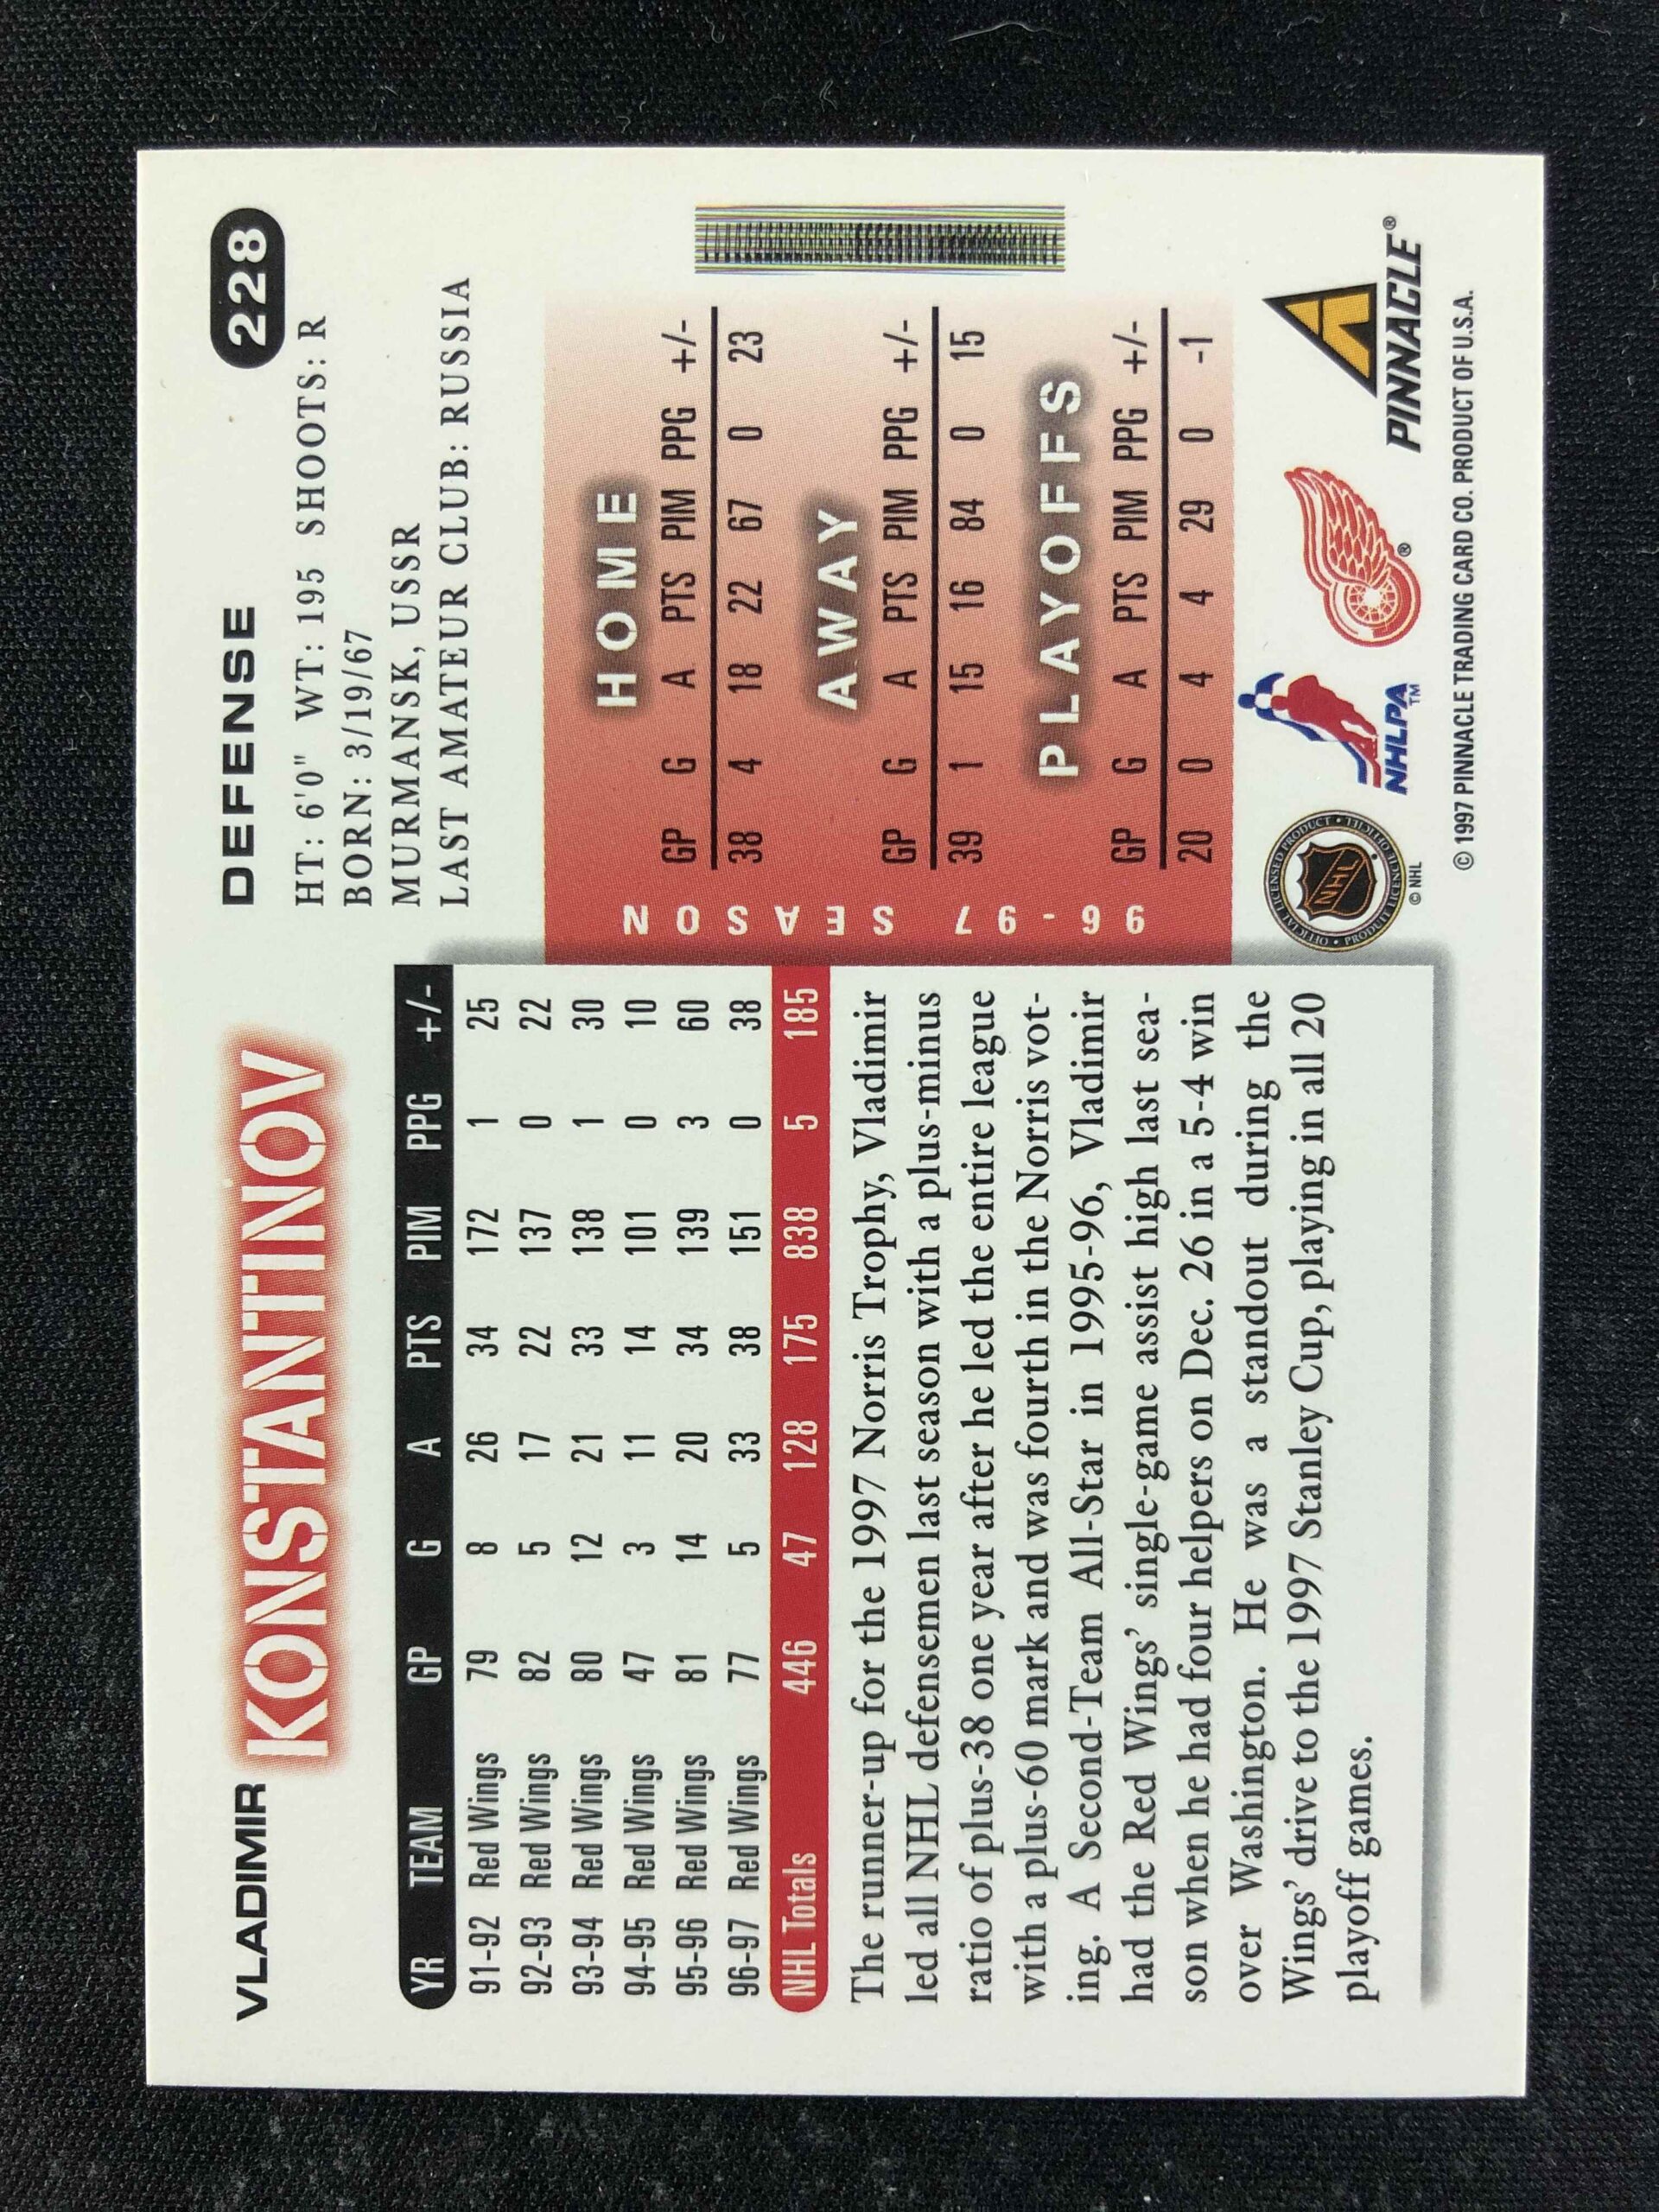 VLADIMIR KONSTANTINOV
DEFENSE 228
HT: 6'0" WT: 195 SHOOTS: R
BORN: 3/19/67
MURMANSK, USSR
LAST AMATEUR CLUB: RUSSIA
YR TEAM GP G A PTS PIM PPG +/-
91-92 Red Wings 79 8 26 34 172 1 25
92-93 Red Wings 82 5 17 22 137 0 22
93-94 Red Wings 80 12 21 33 138 1 30
94-95 Red Wings 47 3 11 14 101 0 10
95-96 Red Wings 81 14 20 34 139 3 60
96-97 Red Wings 77 5 33 38 151 0 38
NHL Totals 446 47 128 175 838 5 185
The runner-up for the 1997 Norris Trophy, Vladimir
led all NHL defensemen last season with a plus-minus
ratio of plus-38 one year after he led the entire league
with a plus-60 mark and was fourth in the Norris vot-
ing. A Second-Team All-Star in 1995-96, Vladimir
had the Red Wings' single-game assist high last sea-
son when he had four helpers on Dec. 26 in a 5-4 win
over Washington. He was a standout during the
Wings' drive to the 1997 Stanley Cup, playing in all 20
playoff games.
96-97 SEASON
HOME
GP G A PTS PIM PPG +/-
38 4 18 22 67 0 23
AWAY
GP G A PTS PIM PPG +/-
39 1 15 16 84 0 15
PLAYOFFS
GP G A PTS PIM PPG +/-
20 0 4 4 29 0 -1
OFFICIAL LICENSED PRODUCT • PRODUIT LICENCIÉ OFFICIEL •
NHL
© NHL
NHLPA™
®
PINNACLE®
© 1997 PINNACLE TRADING CARD CO. PRODUCT OF U.S.A.